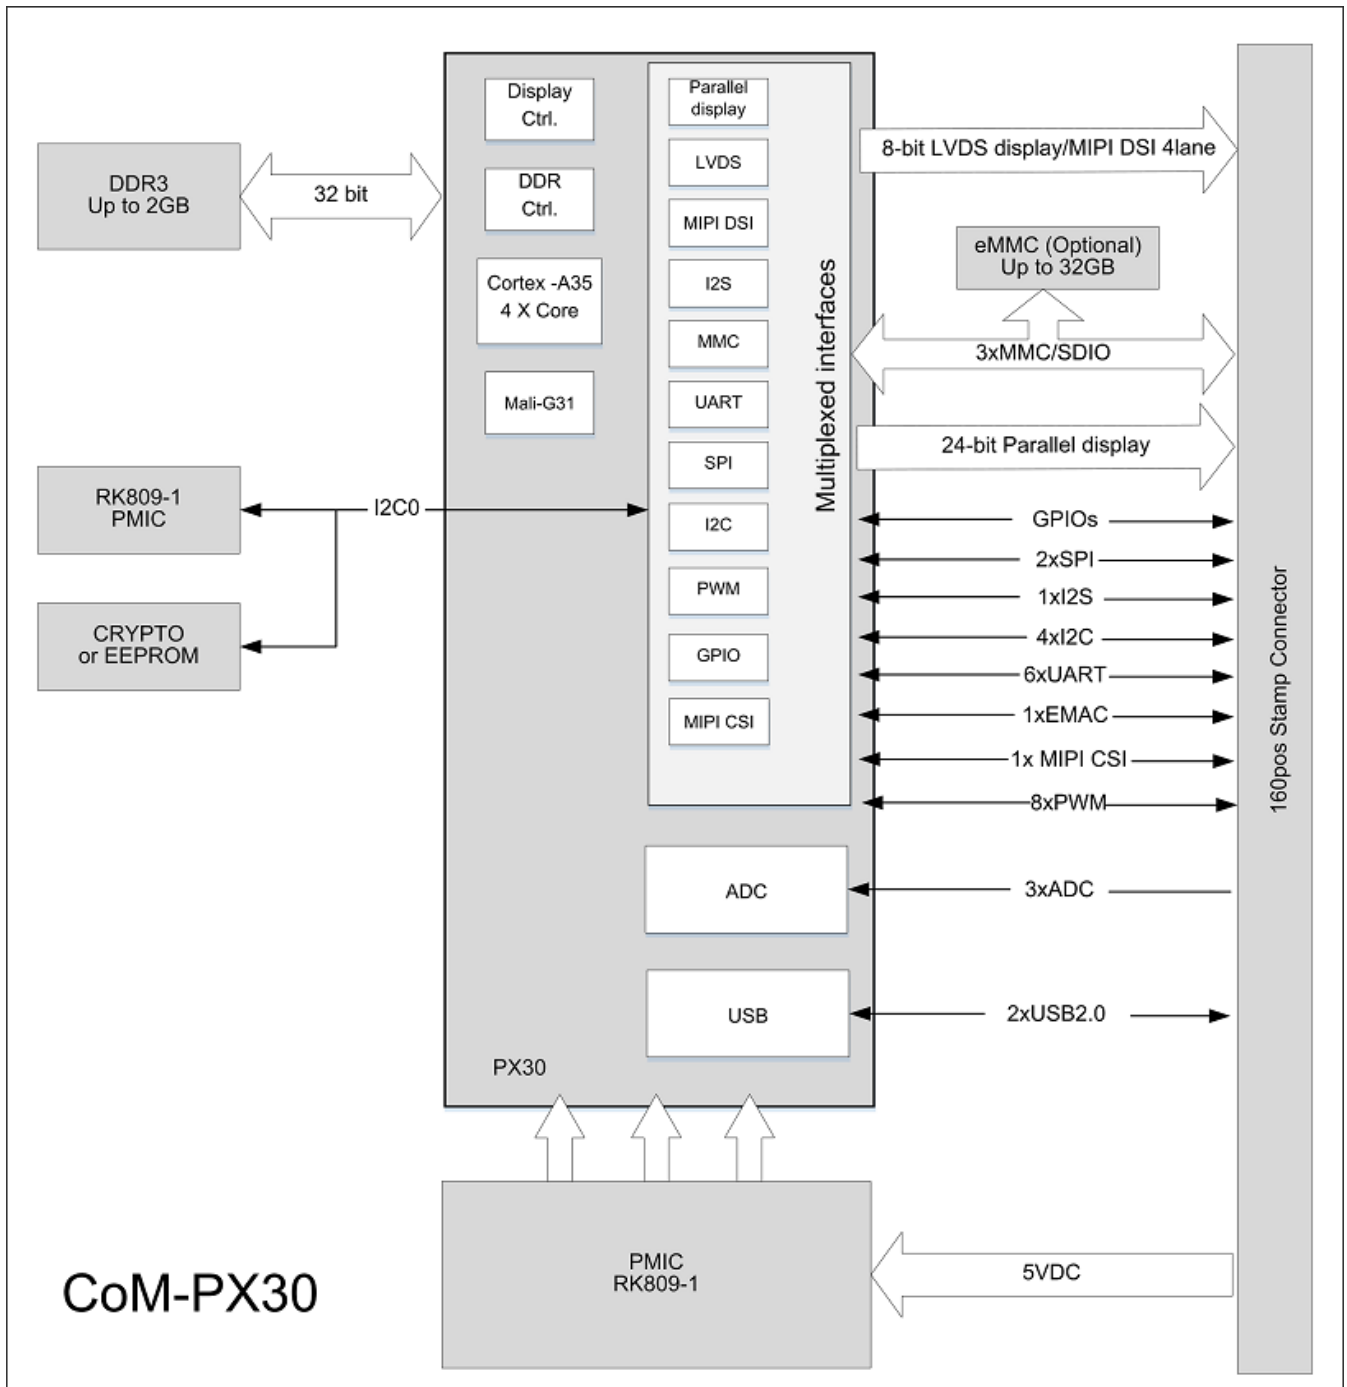 Display
Ctrl.
Parallel
display
8-bit LVDS display/MIPI DSI 4lane
DDR3
Up to 2GB
32 bit
DDR
Ctrl.
LVDS
MIPI DSI
eMMC (Optional)
Up to 32GB
Cortex -A35
4 X Core
I2S
MMC
3xMMC/SDIO
Multiplexed interfaces
Mali-G31
UART
24-bit Parallel display
SPI
RK809-1
PMIC
I2C0
I2C
GPIOs
2xSPI
PWM
1xI2S
CRYPTO
or EEPROM
4xI2C
GPIO
6xUART
MIPI CSI
1xEMAC
1x MIPI CSI
8xPWM
160pos Stamp Connector
ADC
3xADC
USB
2xUSB2.0
PX30
PMIC
RK809-1
5VDC
CoM-PX30